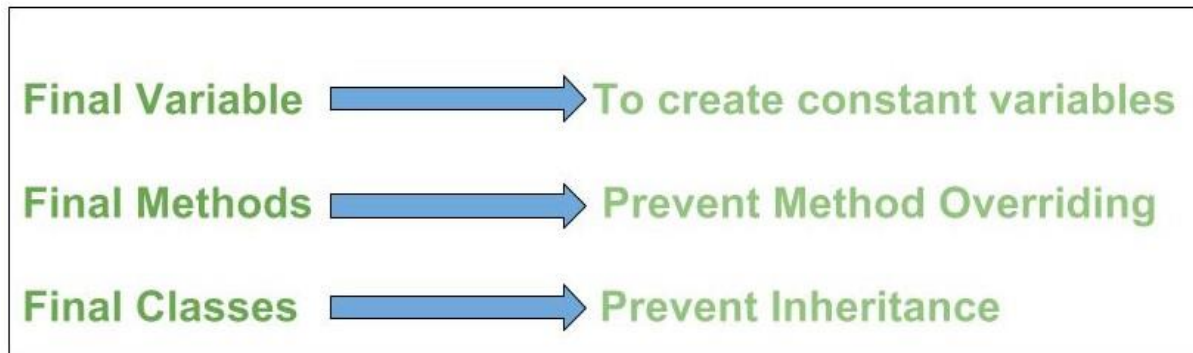 Final Variable To create constant variables
Final Methods Prevent Method Overriding
Final Classes Prevent Inheritance